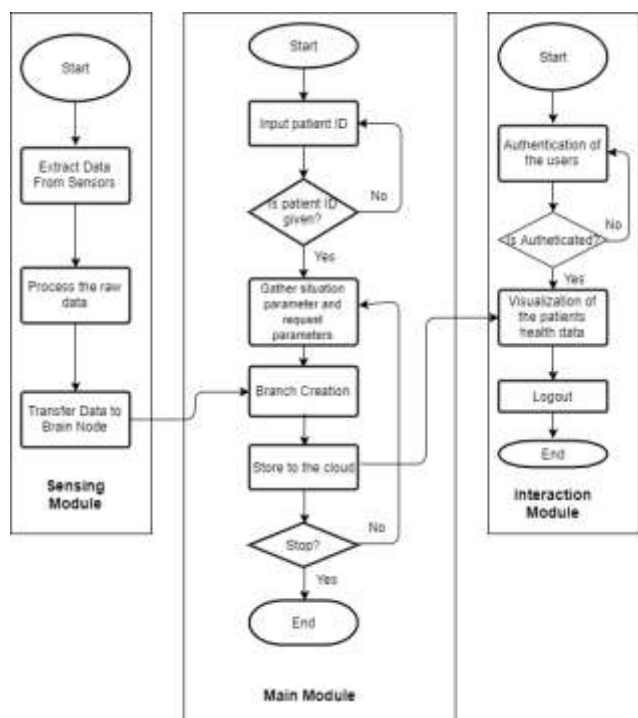 Start
Extract Data
From Sensors
Process the raw
data
Transfer Data to
Brain Node
Sensing
Module
Start
Input patient ID
No
Is patient ID
given?
Yes
Gather situation
parameter and
request
parameters
Branch Creation
Store to the cloud
No
Stop?
Yes
End
Main Module
Start
Authentication of
the users
No
Is Autheticated?
Yes
Visualization of
the patients
health data
Logout
End
Interaction
Module